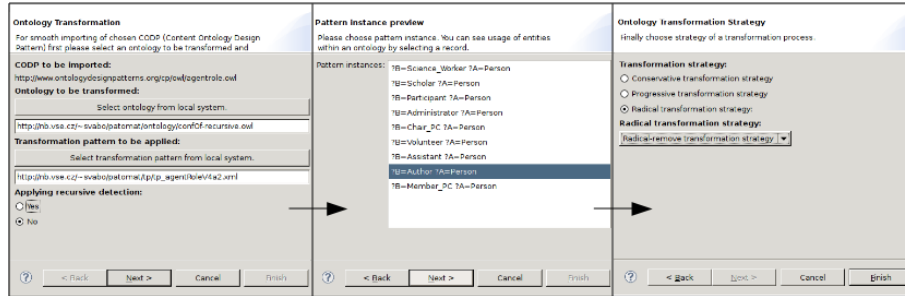 Ontology Transformation
For smooth importing of chosen CODP (Content Ontology Design
Pattern) first please select an ontology to be transformed and
CODP to be imported:
http://www.ontologydesignpatterns.org/cp/owl/agentrole.owl
Ontology to be transformed:
Select ontology from local system.
http://nb.vse.cz/~svabo/patomat/ontology/confOf-recursive.owl
Transformation pattern to be applied:
Select transformation pattern from local system.
http://nb.vse.cz/~svabo/patomat/tp/tp_agentRoleV4a2.xml
Applying recursive detection:
Yes
No
< Back
Next >
Cancel
Finish
Pattern Instance preview
Please choose pattern instance. You can see usage of entities
within an ontology by selecting a record.
Pattern instances:
?B=Science_Worker ?A=Person
?B=Scholar ?A=Person
?B=Participant ?A=Person
?B=Administrator ?A=Person
?B=Chair_PC ?A=Person
?B=Volunteer ?A=Person
?B=Assistant ?A=Person
?B=Author ?A=Person
?B=Member_PC ?A=Person
< Back
Next >
Cancel
Finish
Ontology Transformation Strategy
Finally choose strategy of a transformation process.
Transformation strategy:
Conservative transformation strategy
Progressive transformation strategy
Radical transformation strategy:
Radical transformation strategy:
Radical-remove transformation strategy
< Back
Next >
Cancel
Finish